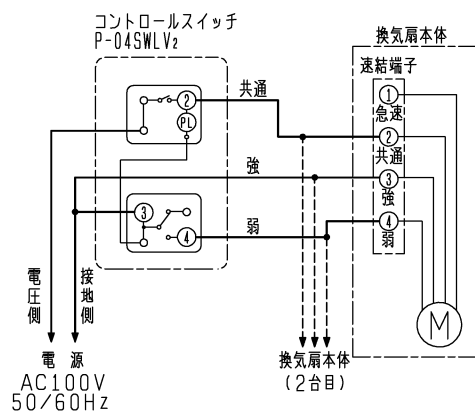 コントロールスイッチ
P-04SWLV2
換気扇本体
速結端子
共通
強
弱
2
PL
3
4
1
急速
2
共通
3
強
4
弱
M
電圧側
接地側
電源
AC100V
50/60Hz
換気扇本体
(2台目)